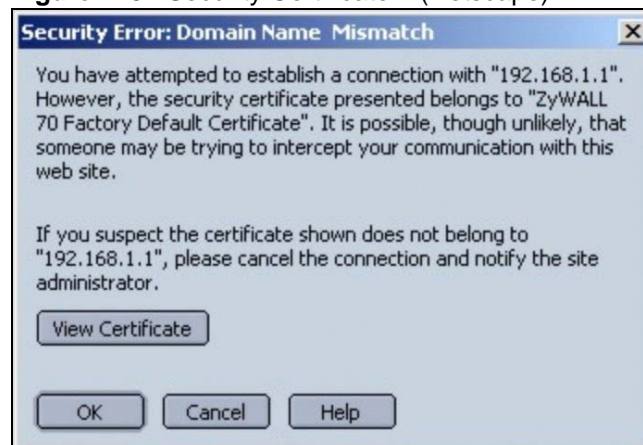 Security Error: Domain Name Mismatch
You have attempted to establish a connection with "192.168.1.1".
However, the security certificate presented belongs to "ZyWALL
70 Factory Default Certificate". It is possible, though unlikely, that
someone may be trying to intercept your communication with this
web site.
If you suspect the certificate shown does not belong to
"192.168.1.1", please cancel the connection and notify the site
administrator.
View Certificate
OK Cancel Help